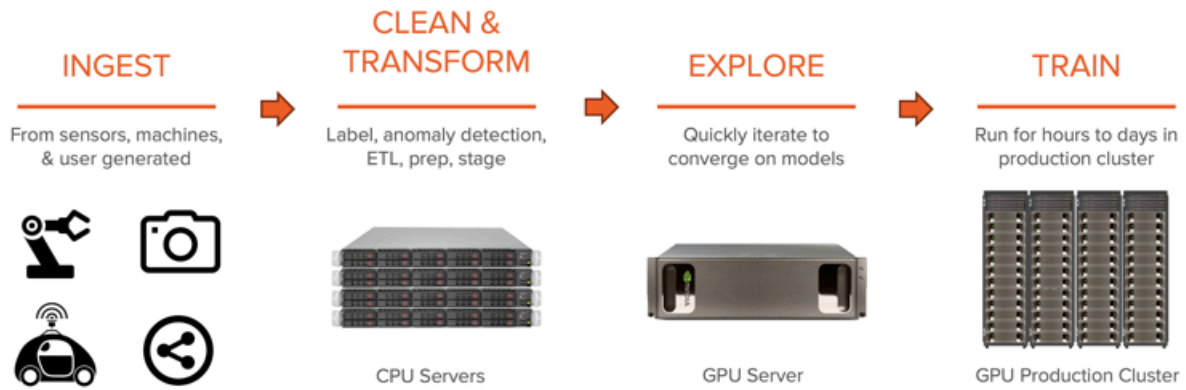 INGEST
From sensors, machines,
& user generated
CLEAN &
TRANSFORM
Label, anomaly detection,
ETL, prep, stage
CPU Servers
EXPLORE
Quickly iterate to
converge on models
NVIDIA
GPU Server
TRAIN
Run for hours to days in
production cluster
GPU Production Cluster